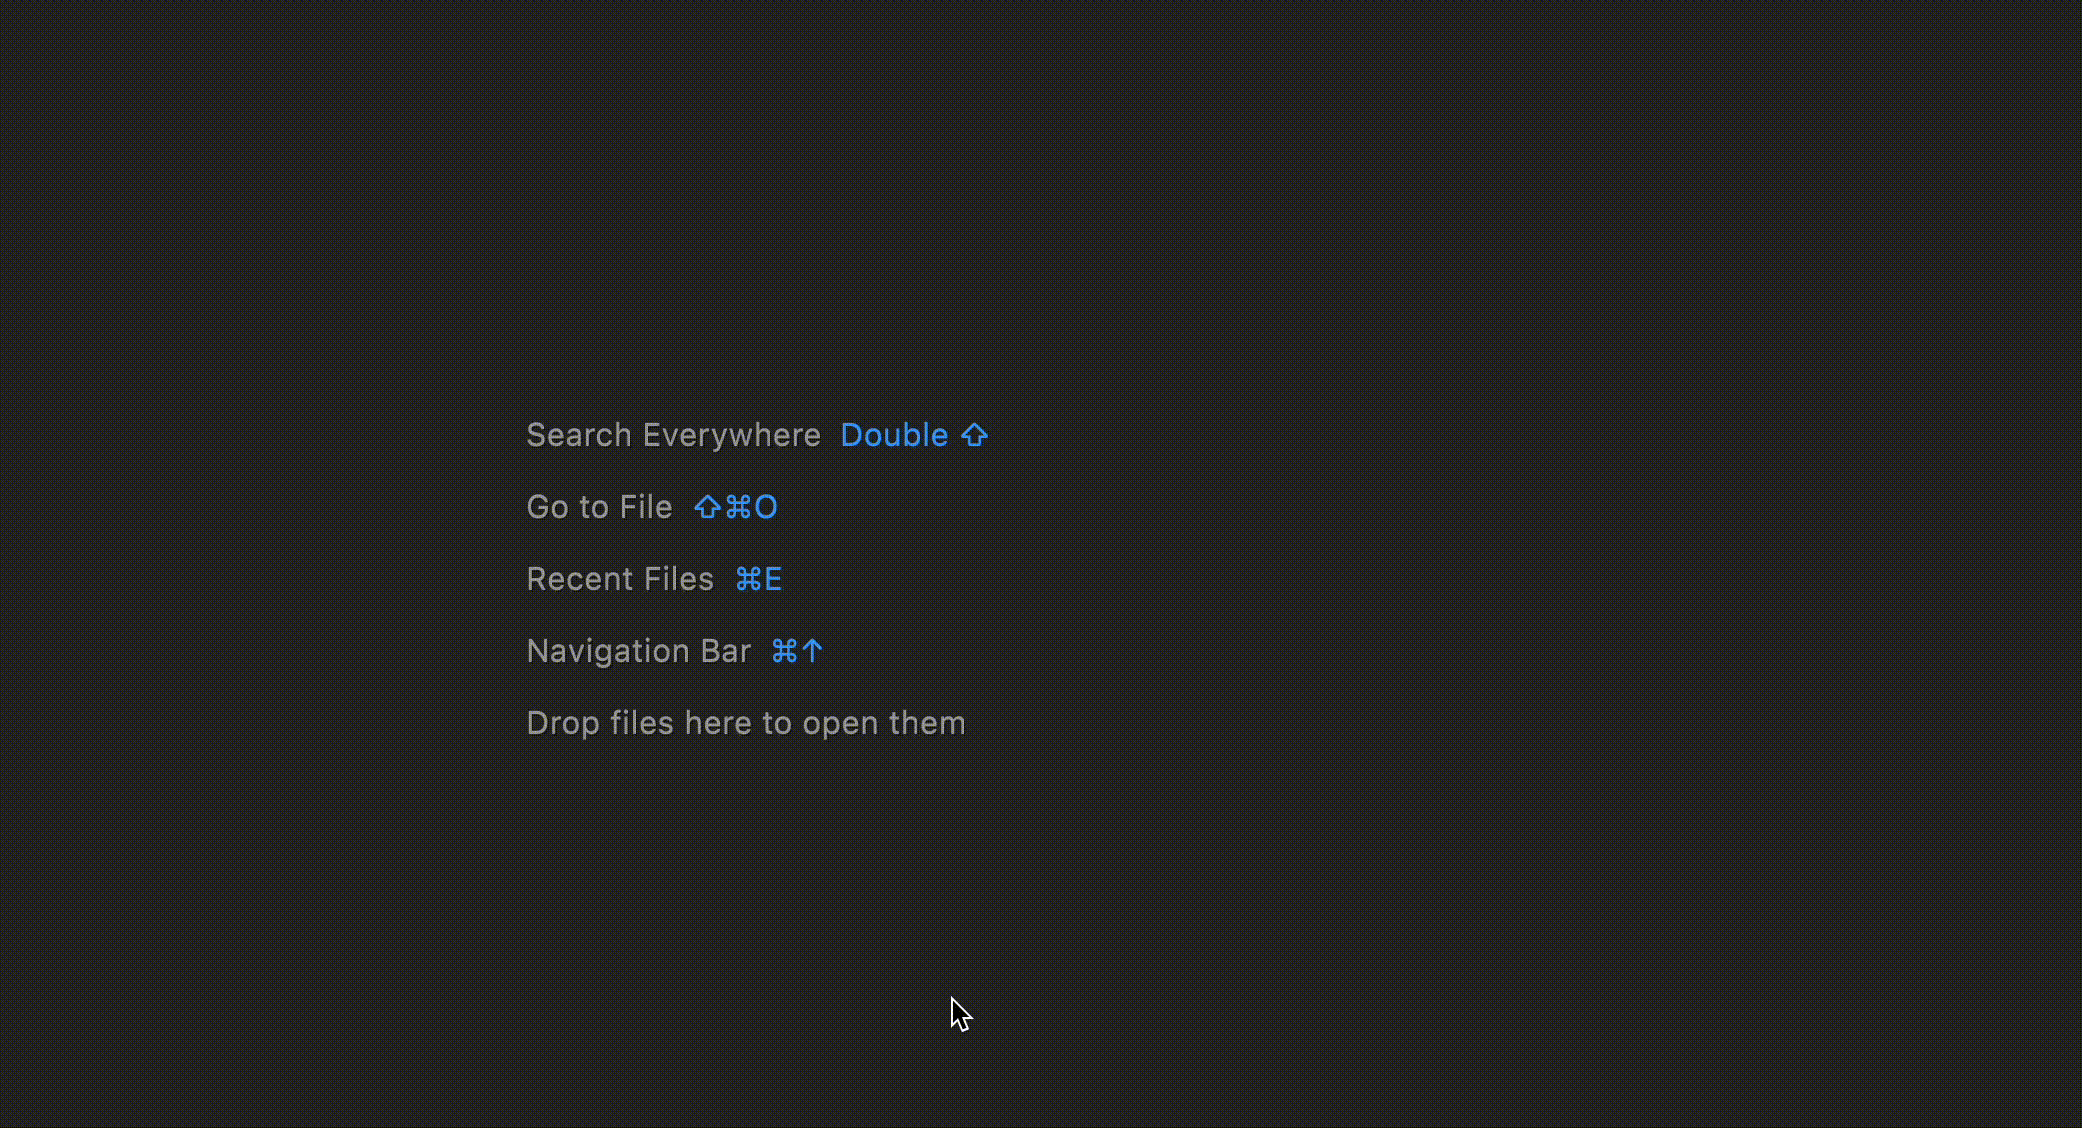 Search Everywhere Double ⇧
Go to File ⇧⌘O
Recent Files ⌘E
Navigation Bar ⌘↑
Drop files here to open them